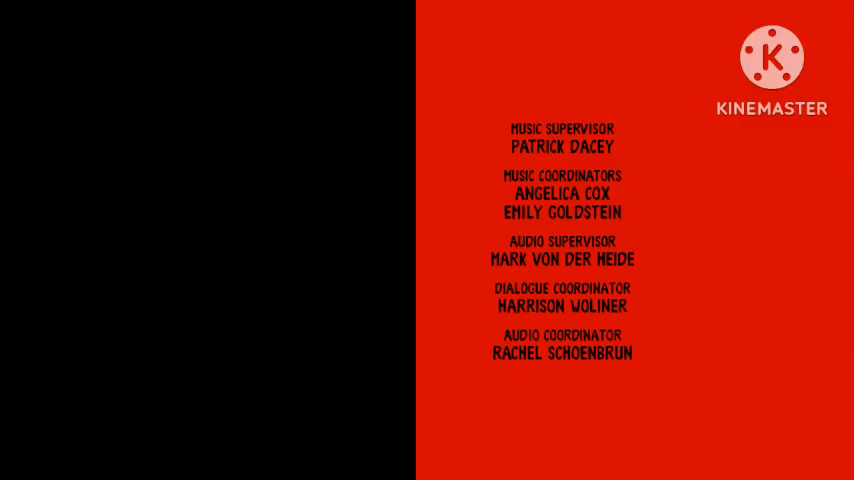 K
KINEMASTER
MUSIC SUPERVISOR
PATRICK DACEY
MUSIC COORDINATORS
ANGELICA COX
EMILY GOLDSTEIN
AUDIO SUPERVISOR
MARK VON DER HEIDE
DIALOGUE COORDINATOR
HARRISON WOLINER
AUDIO COORDINATOR
RACHEL SCHOENBRUN